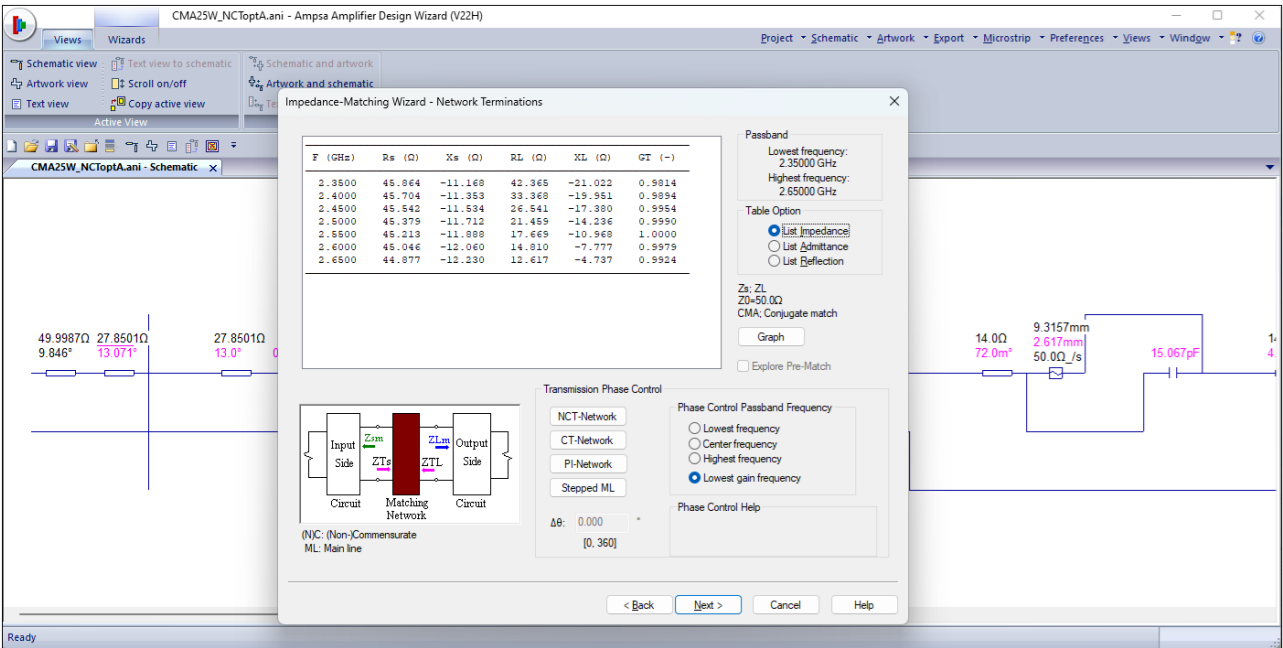 CMA25W_NCToptA.ani - Ampsa Amplifier Design Wizard (V22H)
Views Wizards
Project Schematic Artwork Export Microstrip Preferences Views Window ?
Schematic view Text view to schematic Schematic and artwork
Artwork view Scroll on/off Artwork and schematic
Text view Copy active view Te
Active View
CMA25W_NCToptA.ani - Schematic x
Impedance-Matching Wizard - Network Terminations
F (GHz) Rs (Ω) Xs (Ω) RL (Ω) XL (Ω) GT (-)
2.3500 45.864 -11.168 42.365 -21.022 0.9814
2.4000 45.704 -11.353 33.368 -19.951 0.9894
2.4500 45.542 -11.534 26.541 -17.380 0.9954
2.5000 45.379 -11.712 21.459 -14.236 0.9990
2.5500 45.213 -11.888 17.669 -10.968 1.0000
2.6000 45.046 -12.060 14.810 -7.777 0.9979
2.6500 44.877 -12.230 12.617 -4.737 0.9924
Passband
Lowest frequency:
2.35000 GHz
Highest frequency:
2.65000 GHz
Table Option
List Impedance
List Admittance
List Reflection
Zs; ZL
Z0=50.0Ω
CMA; Conjugate match
Graph
Explore Pre-Match
49.9987Ω 27.8501Ω 27.8501Ω
9.846° 13.071° 13.0°
14.0Ω
72.0m°
9.3157mm
2.617mm
50.0Ω_/s
15.067pF
Input
Side
Circuit
Zsm
ZTs
ZLm
ZTL
Matching
Network
Output
Side
Circuit
(N)C: (Non-)Commensurate
ML: Main line
Transmission Phase Control
NCT-Network
CT-Network
PI-Network
Stepped ML
Δθ: 0.000 °
[0, 360]
Phase Control Passband Frequency
Lowest frequency
Center frequency
Highest frequency
Lowest gain frequency
Phase Control Help
< Back Next > Cancel Help
Ready